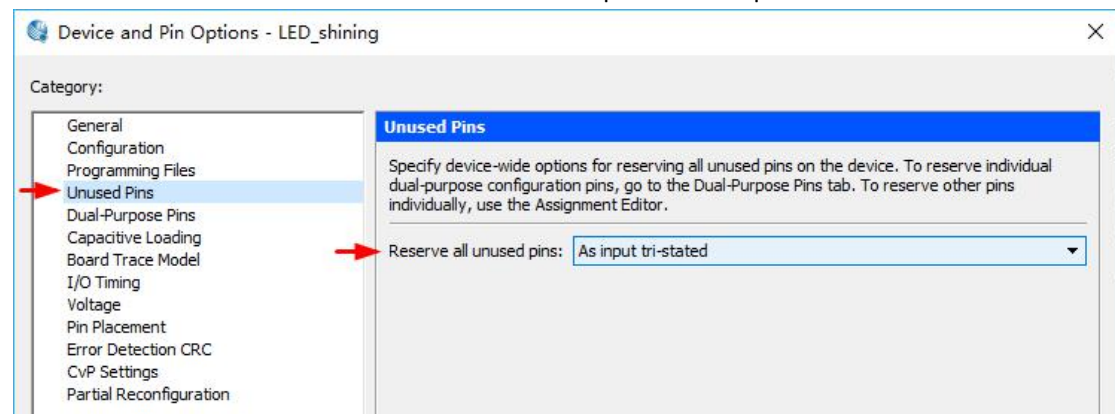 Device and Pin Options - LED_shining
Category:
General
Configuration
Programming Files
Unused Pins
Dual-Purpose Pins
Capacitive Loading
Board Trace Model
I/O Timing
Voltage
Pin Placement
Error Detection CRC
CvP Settings
Partial Reconfiguration
Unused Pins
Specify device-wide options for reserving all unused pins on the device. To reserve individual
dual-purpose configuration pins, go to the Dual-Purpose Pins tab. To reserve other pins
individually, use the Assignment Editor.
Reserve all unused pins: As input tri-stated